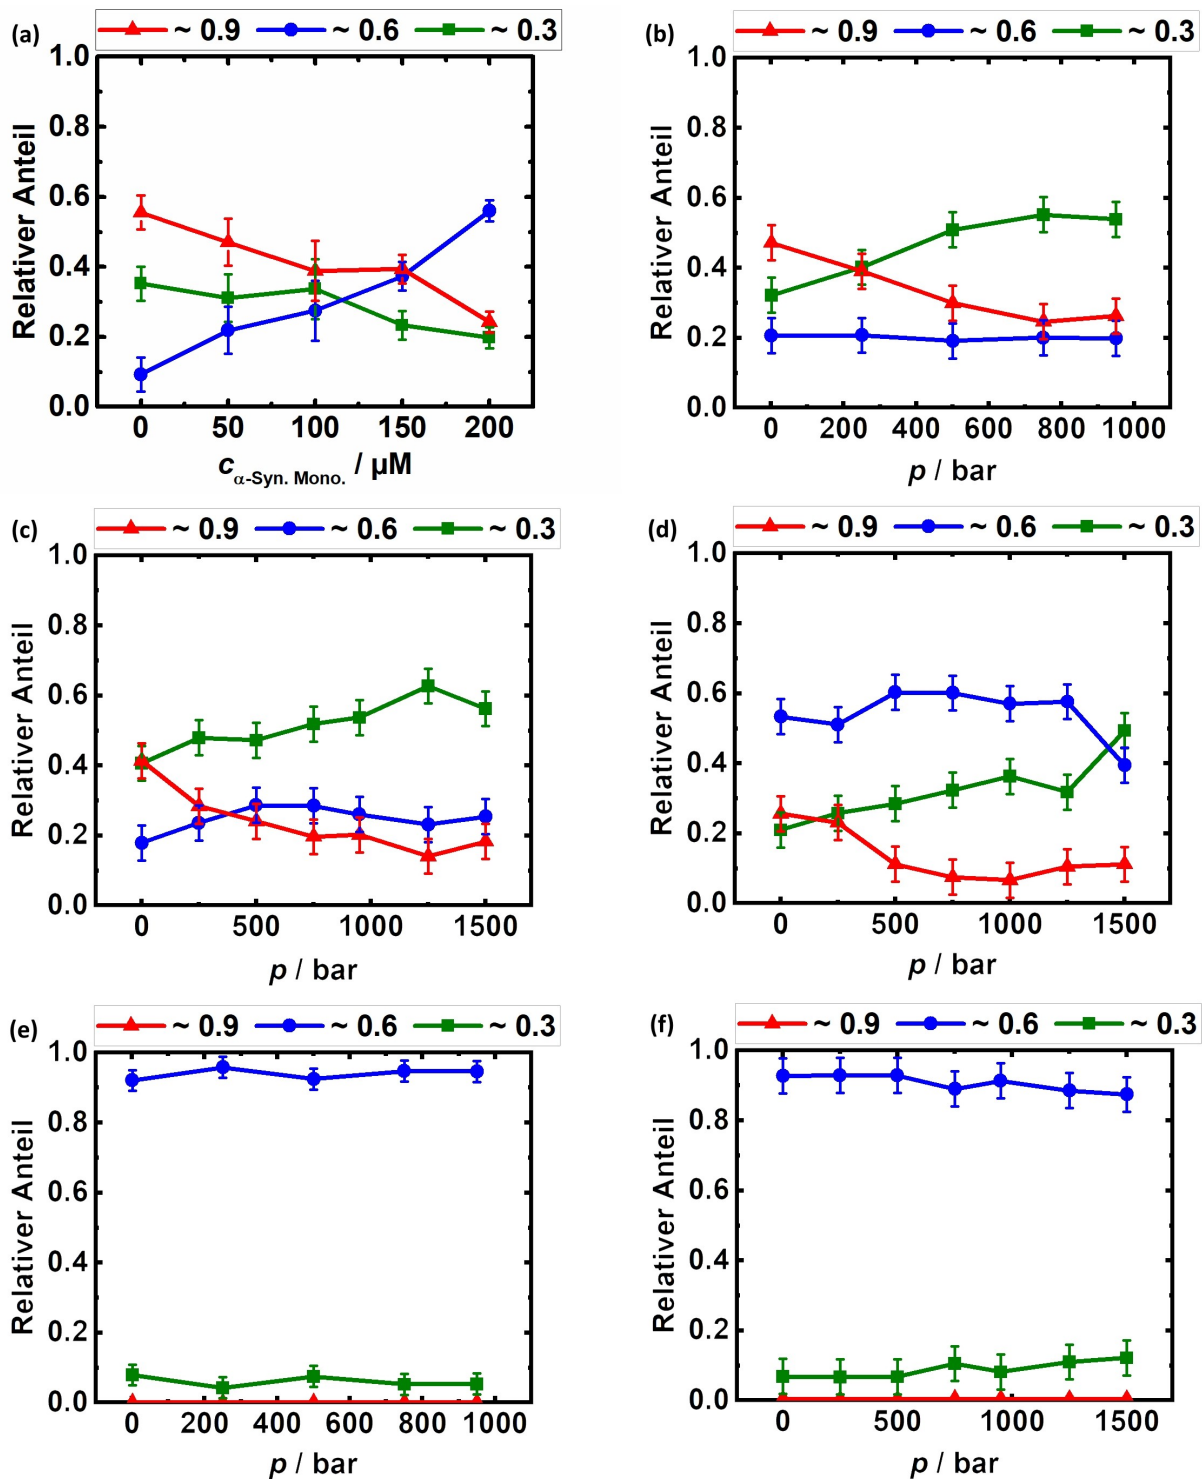 (a)
~ 0.9 ~ 0.6 ~ 0.3
1.0
0.8
0.6
0.4
0.2
0.0
Relativer Anteil
0 50 100 150 200
c α-Syn. Mono. / µM
(b)
~ 0.9 ~ 0.6 ~ 0.3
1.0
0.8
0.6
0.4
0.2
0.0
Relativer Anteil
0 200 400 600 800 1000
p / bar
(c)
~ 0.9 ~ 0.6 ~ 0.3
1.0
0.8
0.6
0.4
0.2
0.0
Relativer Anteil
0 500 1000 1500
p / bar
(d)
~ 0.9 ~ 0.6 ~ 0.3
1.0
0.8
0.6
0.4
0.2
0.0
Relativer Anteil
0 500 1000 1500
p / bar
(e)
~ 0.9 ~ 0.6 ~ 0.3
1.0
0.8
0.6
0.4
0.2
0.0
Relativer Anteil
0 200 400 600 800 1000
p / bar
(f)
~ 0.9 ~ 0.6 ~ 0.3
1.0
0.8
0.6
0.4
0.2
0.0
Relativer Anteil
0 500 1000 1500
p / bar